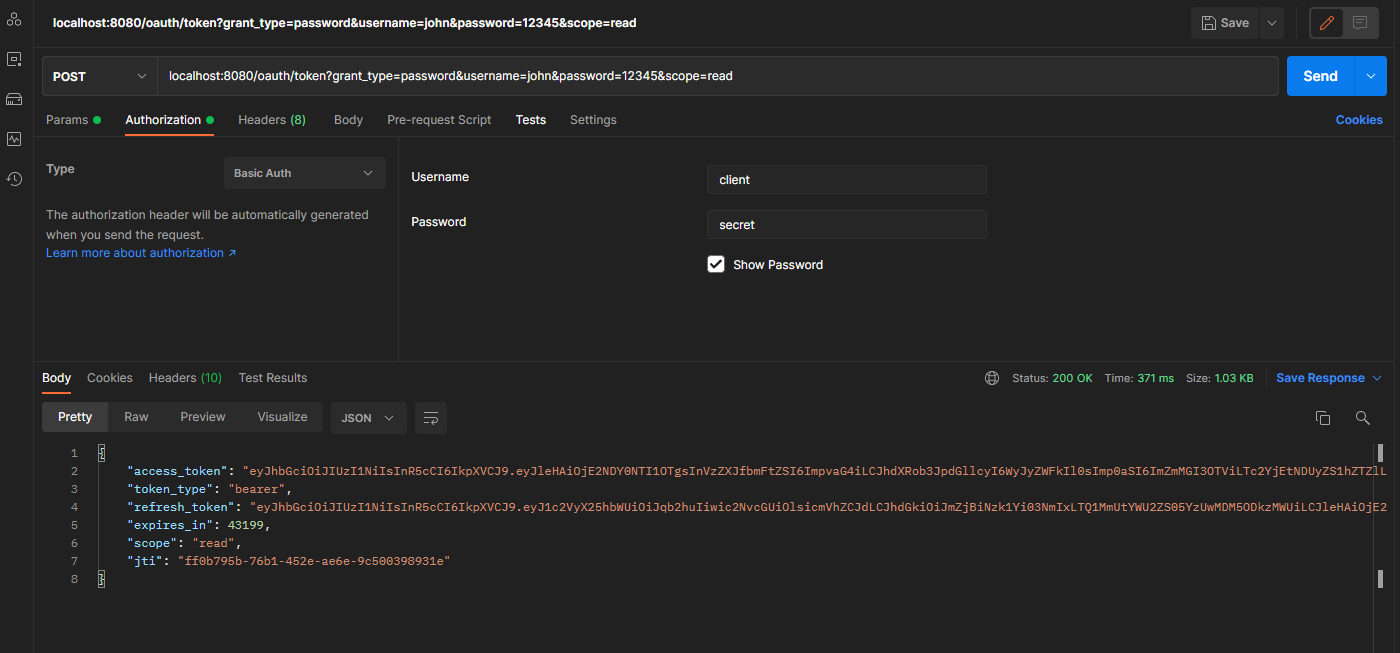 localhost:8080/oauth/token?grant_type=password&username=john&password=12345&scope=read
Save
POST
localhost:8080/oauth/token?grant_type=password&username=john&password=12345&scope=read
Send
Params Authorization Headers (8) Body Pre-request Script Tests Settings Cookies
Type
Basic Auth
The authorization header will be automatically generated
when you send the request.
Learn more about authorization ↗
Username
client
Password
secret
Show Password
Body Cookies Headers (10) Test Results
Status: 200 OK Time: 371 ms Size: 1.03 KB Save Response
Pretty Raw Preview Visualize JSON
1 {
2 "access_token": "eyJhbGciOiJIUzI1NiIsInR5cCI6IkpXVCJ9.eyJleHAiOjE2NDY0NTI1OTgsInVzZXJfbmFtZSI6ImpvaG4iLCJhdXRob3JpdGllcyI6WyJyZWFkIl0sImp0aSI6ImZmMGI3OTViLTc2YjEtNDUyZS1hZTZlL
3 "token_type": "bearer",
4 "refresh_token": "eyJhbGciOiJIUzI1NiIsInR5cCI6IkpXVCJ9.eyJ1c2VyX25hbWUiOiJqb2huIiwic2NvcGUiOlsicmVhZCJdLCJhdGkiOiJmZjBiNzk1Yi03NmIxLTQ1MmUtYWU2ZS05YzUwMDM5ODkzMWUiLCJleHAiOjE2
5 "expires_in": 43199,
6 "scope": "read",
7 "jti": "ff0b795b-76b1-452e-ae6e-9c500398931e"
8 }